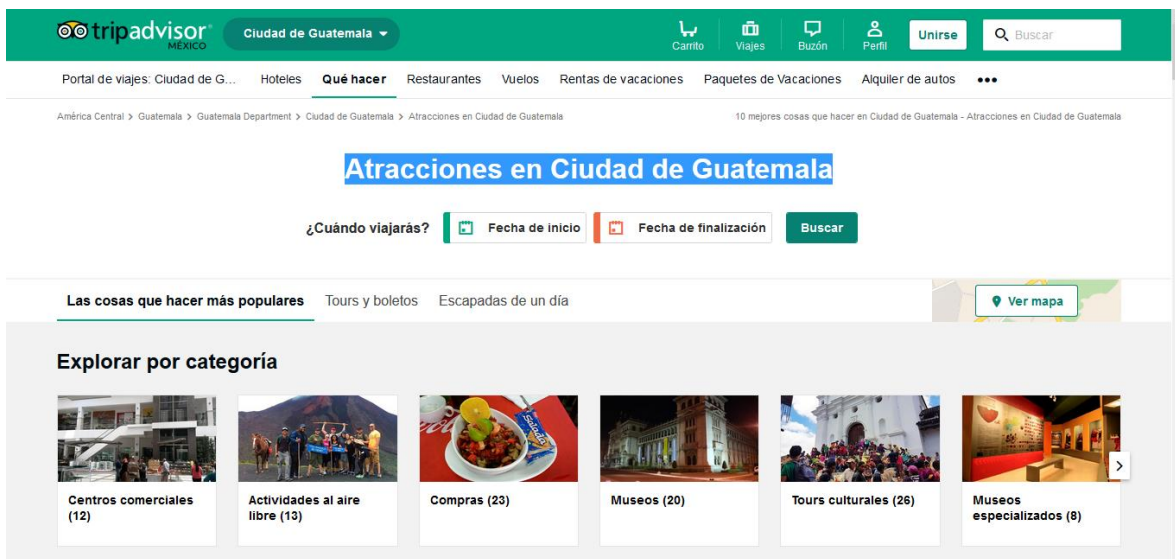 tripadvisor
MÉXICO
Ciudad de Guatemala
Carrito
Viajes
Buzón
Perfil
Unirse
Buscar
Portal de viajes: Ciudad de G...
Hoteles
Qué hacer
Restaurantes
Vuelos
Rentas de vacaciones
Paquetes de Vacaciones
Alquiler de autos
•••
América Central > Guatemala > Guatemala Department > Ciudad de Guatemala > Atracciones en Ciudad de Guatemala
10 mejores cosas que hacer en Ciudad de Guatemala - Atracciones en Ciudad de Guatemala
Atracciones en Ciudad de Guatemala
¿Cuándo viajarás?
Fecha de inicio
Fecha de finalización
Buscar
Las cosas que hacer más populares
Tours y boletos
Escapadas de un día
Ver mapa
Explorar por categoría
Salada
Centros comerciales
(12)
Actividades al aire
libre (13)
Compras (23)
Museos (20)
Tours culturales (26)
Museos
especializados (8)